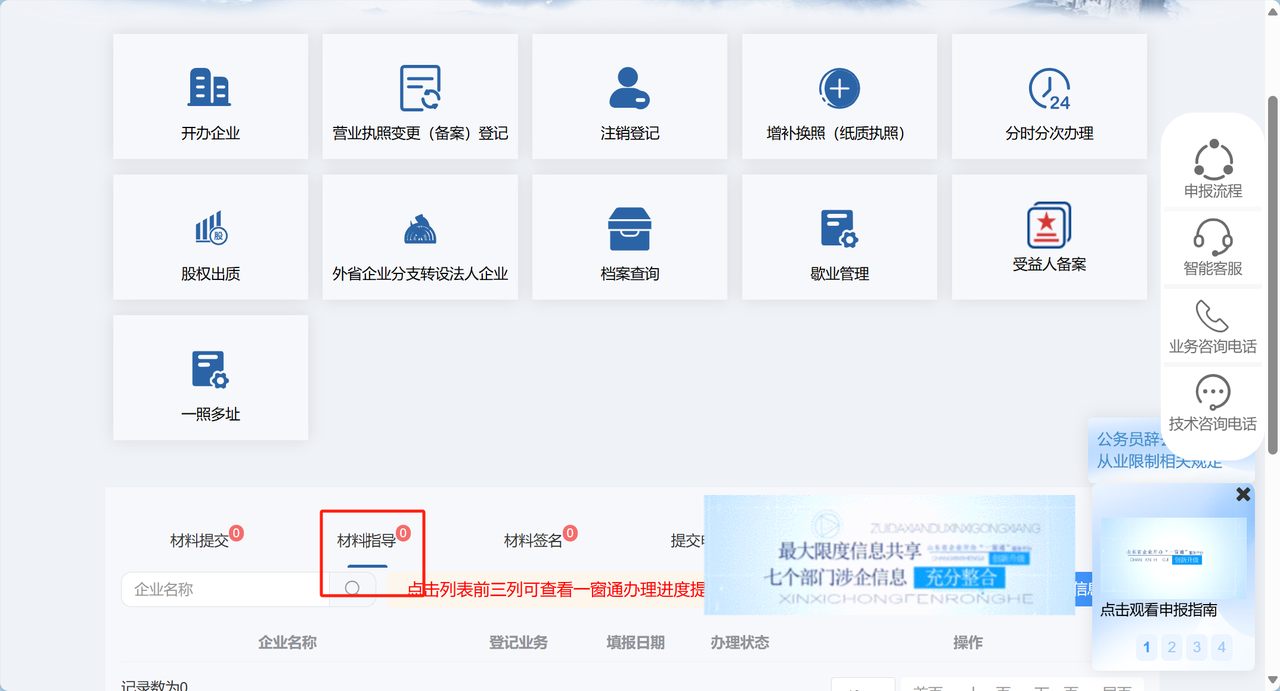 开办企业
营业执照变更（备案）登记
注销登记
增补换照（纸质执照）
24
分时分次办理
股
股权出质
外省企业分支转设法人企业
档案查询
歇业管理
受益人备案
一照多址
申报流程
智能客服
业务咨询电话
技术咨询电话
公务员辞去
从业限制相关规定
材料提交 0
材料指导 0
材料签名 0
提交
最大限度信息共享
ZUIDAXIANDUXINXIGONGXIANG
七个部门涉企信息 充分整合
XINXICHONGFENRONGHE
创新升级
企业名称
点击列表前三列可查看一窗通办理进度提
信息
点击观看申报指南
1 2 3 4
企业名称 登记业务 填报日期 办理状态 操作
记录数为0